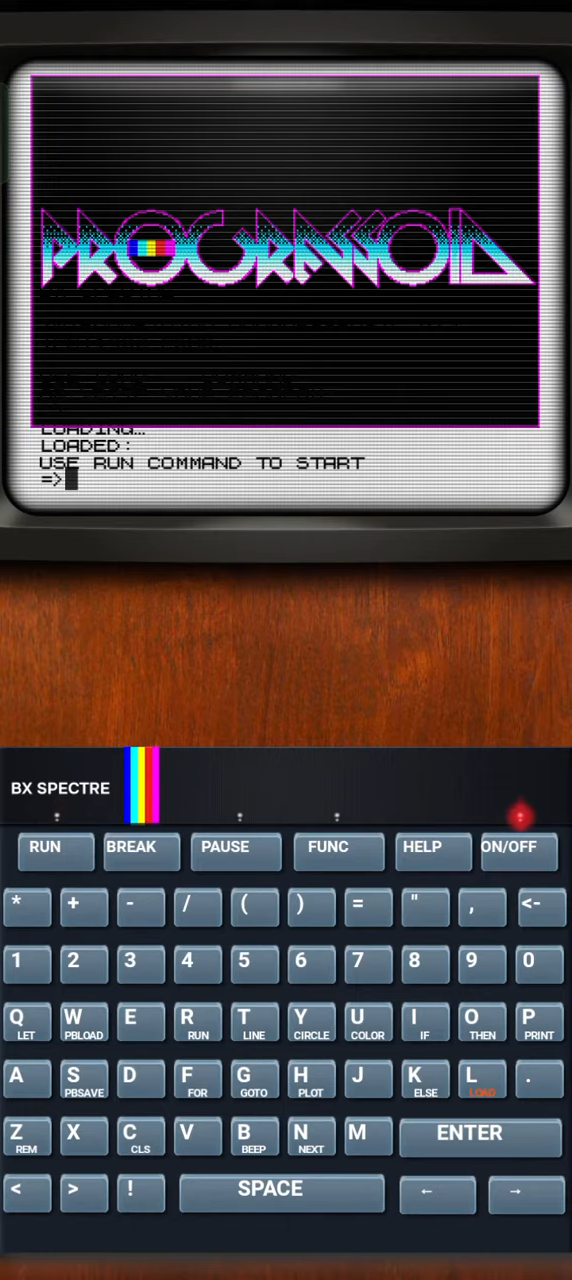 PROGRASSOID
LOADING...
LOADED:
USE RUN COMMAND TO START
=>
BX SPECTRE
RUN BREAK PAUSE FUNC HELP ON/OFF
* + - / ( ) = " , <-
1 2 3 4 5 6 7 8 9 0
Q W E R T Y U I O P
LET PBLOAD RUN LINE CIRCLE COLOR IF THEN PRINT
A S D F G H J K L .
PBSAVE FOR GOTO PLOT ELSE LOAD
Z X C V B N M ENTER
REM CLS BEEP NEXT
< > ! SPACE ← →